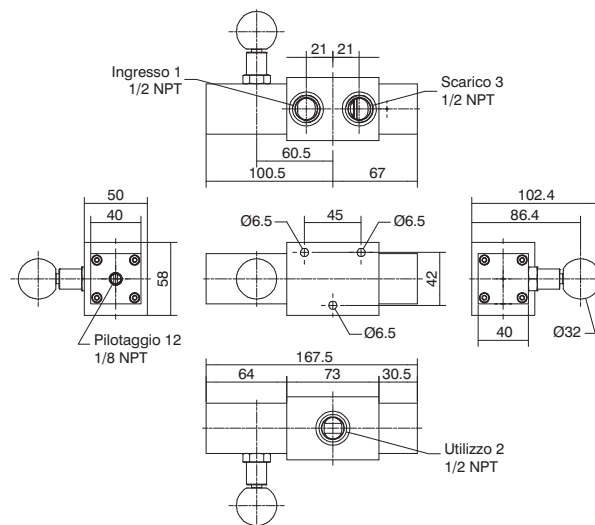 21 21
Ingresso 1
1/2 NPT
Scarico 3
1/2 NPT
60.5
100.5 67
50
40
58
Pilotaggio 12
1/8 NPT
Ø6.5 45 Ø6.5
42
Ø6.5
102.4
86.4
40
Ø32
167.5
64 73 30.5
Utilizzo 2
1/2 NPT